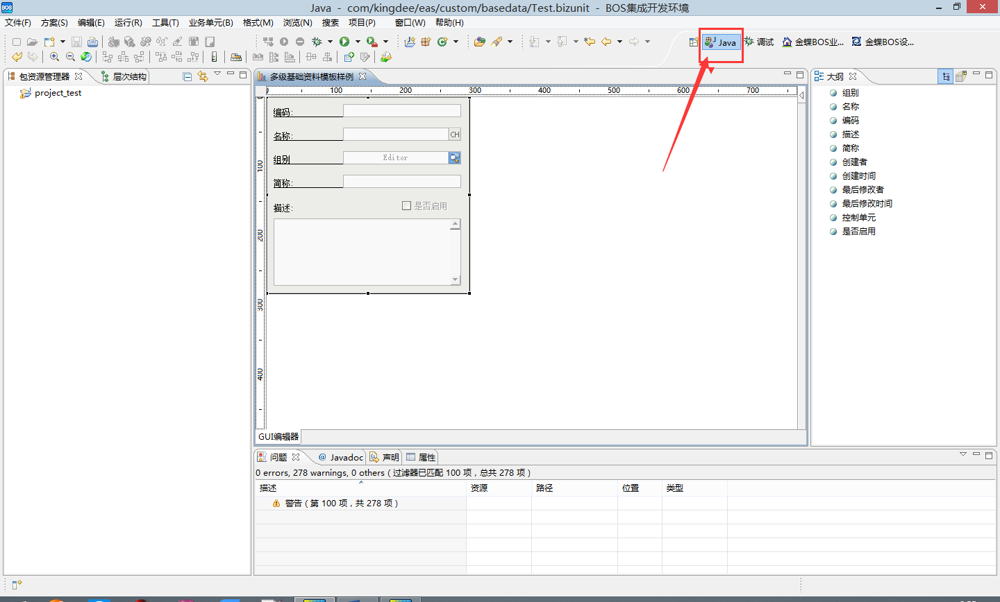 BOS
Java - com/kingdee/eas/custom/basedata/Test.bizunit - BOS集成开发环境
文件(F) 方案(S) 编辑(E) 运行(R) 工具(T) 业务单元(B) 格式(M) 浏览(N) 搜索 项目(P) 窗口(W) 帮助(H)
Java 调试 金蝶BOS业... 金蝶BOS设...
包资源管理器 层次结构
多级基础资料模板样例
大纲
project_test
0 100 200 300 400 500 600 700
0
100
200
300
400
编码:
名称: CH
组别 Editor
简称:
描述: 是否启用
组别
名称
编码
描述
简称
创建者
创建时间
最后修改者
最后修改时间
控制单元
是否启用
GUI编辑器
问题 @ Javadoc 声明 属性
0 errors, 278 warnings, 0 others ( 过滤器已匹配 100 项，总共 278 项 )
描述 资源 路径 位置 类型
警告 ( 第 100 项，共 278 项 )